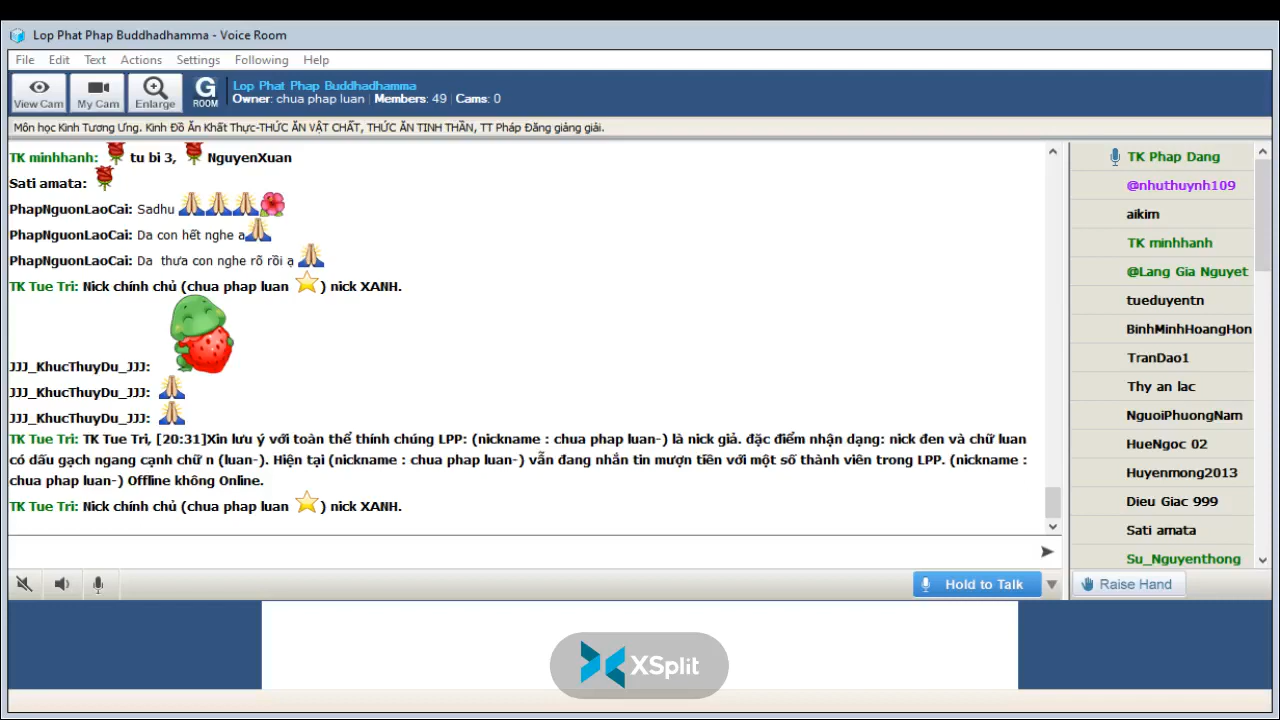 Lop Phat Phap Buddhadhamma - Voice Room
File Edit Text Actions Settings Following Help
View Cam My Cam Enlarge G ROOM
Lop Phat Phap Buddhadhamma
Owner: chua phap luan | Members: 49 | Cams: 0
Môn học Kinh Tương Ưng. Kinh Đồ Ăn Khất Thực-THỨC ĂN VẬT CHẤT, THỨC ĂN TINH THẦN, TT Pháp Đăng giảng giải.
TK minhhanh: tu bi 3, NguyenXuan
Sati amata:
PhapNguonLaoCai: Sadhu
PhapNguonLaoCai: Da con hết nghe a
PhapNguonLaoCai: Da thưa con nghe rõ rồi ạ
TK Tue Tri: Nick chính chủ (chua phap luan ) nick XANH.
JJJ_KhucThuyDu_JJJ:
JJJ_KhucThuyDu_JJJ:
JJJ_KhucThuyDu_JJJ:
TK Tue Tri: TK Tue Tri, [20:31]Xin lưu ý với toàn thể thính chúng LPP: (nickname : chua phap luan-) là nick giả. đặc điểm nhận dạng: nick đen và chữ luan
có dấu gạch ngang cạnh chữ n (luan-). Hiện tại (nickname : chua phap luan-) vẫn đang nhắn tin mượn tiền với một số thành viên trong LPP. (nickname :
chua phap luan-) Offline không Online.
TK Tue Tri: Nick chính chủ (chua phap luan ) nick XANH.
TK Phap Dang
@nhuthuynh109
aikim
TK minhhanh
@Lang Gia Nguyet
tueduyentn
BinhMinhHoangHon
TranDao1
Thy an lac
NguoiPhuongNam
HueNgoc 02
Huyenmong2013
Dieu Giac 999
Sati amata
Su_Nguyenthong
Hold to Talk
Raise Hand
XSplit